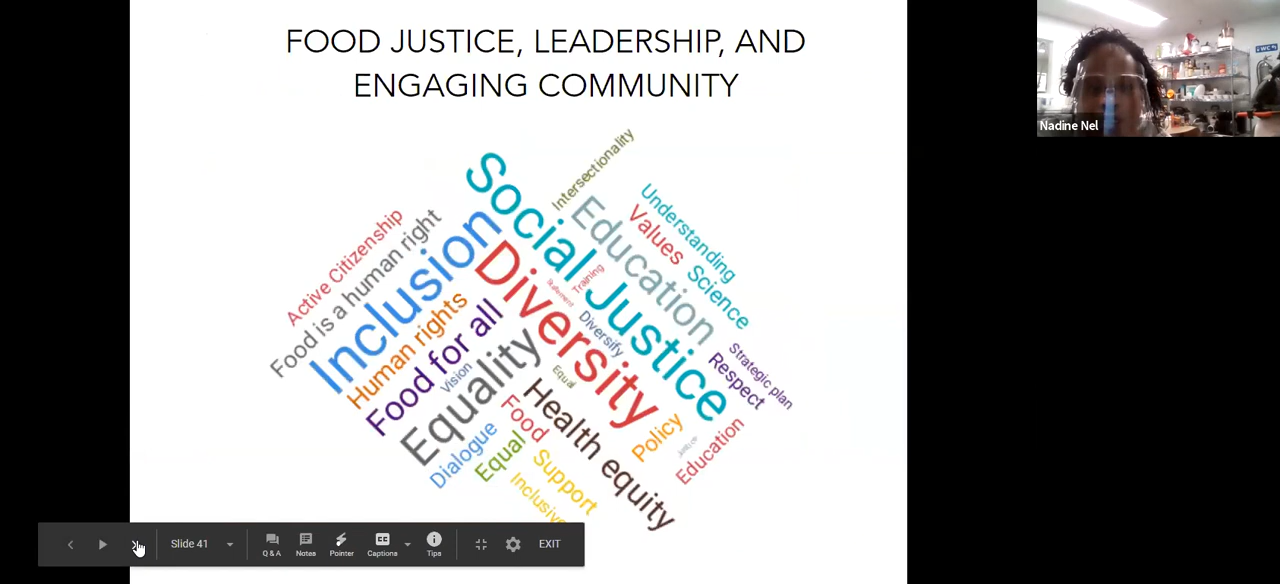 FOOD JUSTICE, LEADERSHIP, AND
ENGAGING COMMUNITY
Nadine Nel
Intersectionality
Social Justice
Education
Understanding
Values
Science
Active Citizenship
Food is a human right
Inclusion
Human rights
Food for all
Vision
Equality
Diversity
Statement
Training
Diversify
Equal
Strategic plan
Respect
Health equity
Food
Policy
Education
Dialogue
Equal
Support
Inclusive
Slide 41
Q & A
Notes
Pointer
Captions
Tips
EXIT